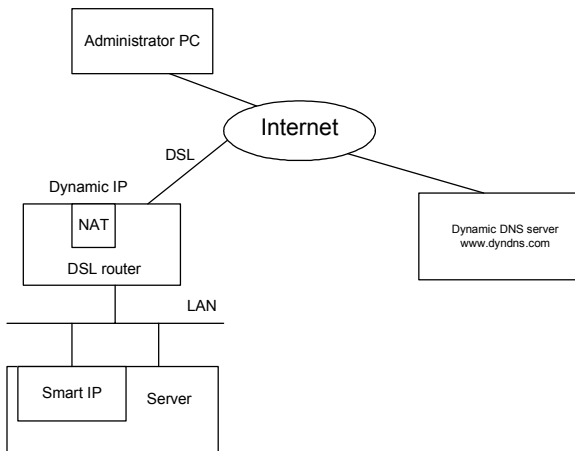 Administrator PC
Internet
DSL
Dynamic IP
NAT
DSL router
Dynamic DNS server
www.dyndns.com
LAN
Smart IP
Server